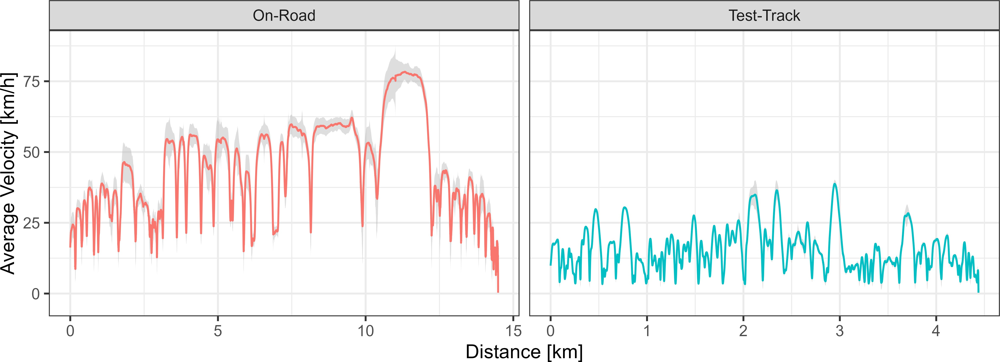 On-Road
Test-Track
Average Velocity [km/h]
75
50
25
0
0 5 10 15
0 1 2 3 4
Distance [km]